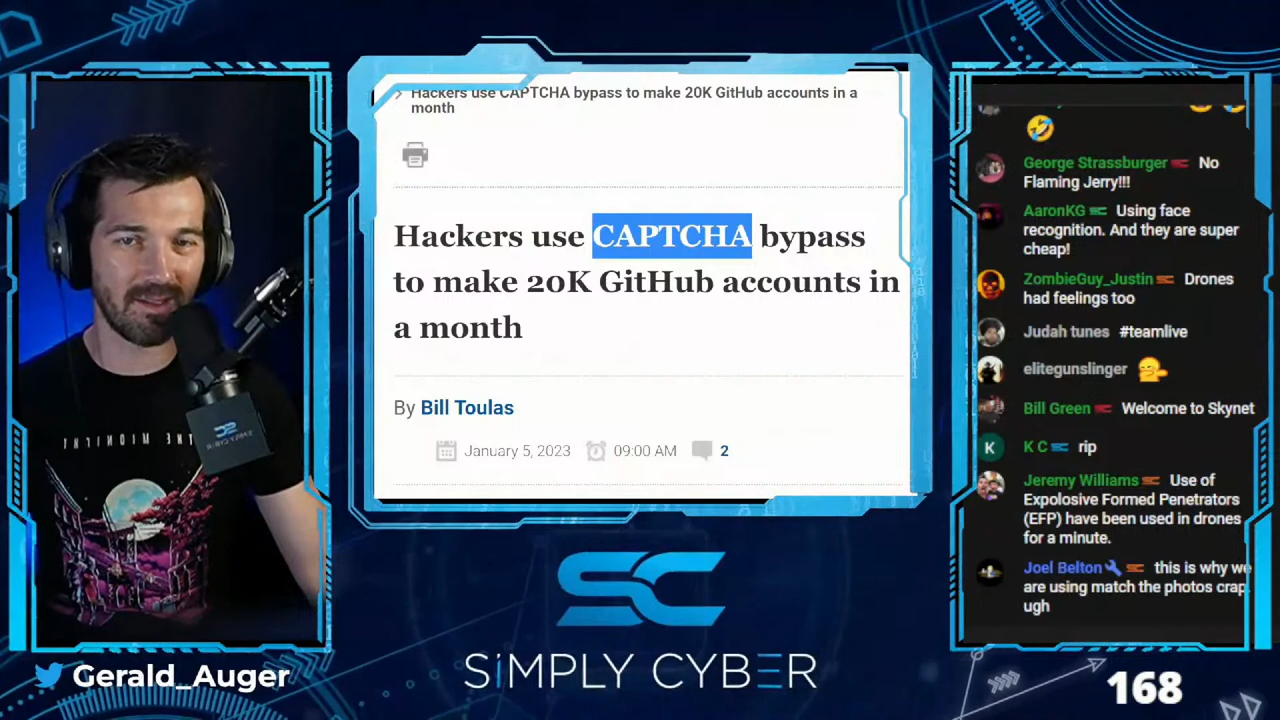 Hackers use CAPTCHA bypass to make 20K GitHub accounts in a
month
Hackers use CAPTCHA bypass
to make 20K GitHub accounts in
a month
By Bill Toulas
January 5, 2023 09:00 AM 2
George Strassburger No
Flaming Jerry!!!
AaronKG Using face
recognition. And they are super
cheap!
ZombieGuy_Justin Drones
had feelings too
Judah tunes #teamlive
elitegunslinger
Bill Green Welcome to Skynet
K
K C rip
Jeremy Williams Use of
Expolosive Formed Penetrators
(EFP) have been used in drones
for a minute.
Joel Belton this is why we
are using match the photos crap
ugh
SC
SIMPLY CYBER
Gerald_Auger
168